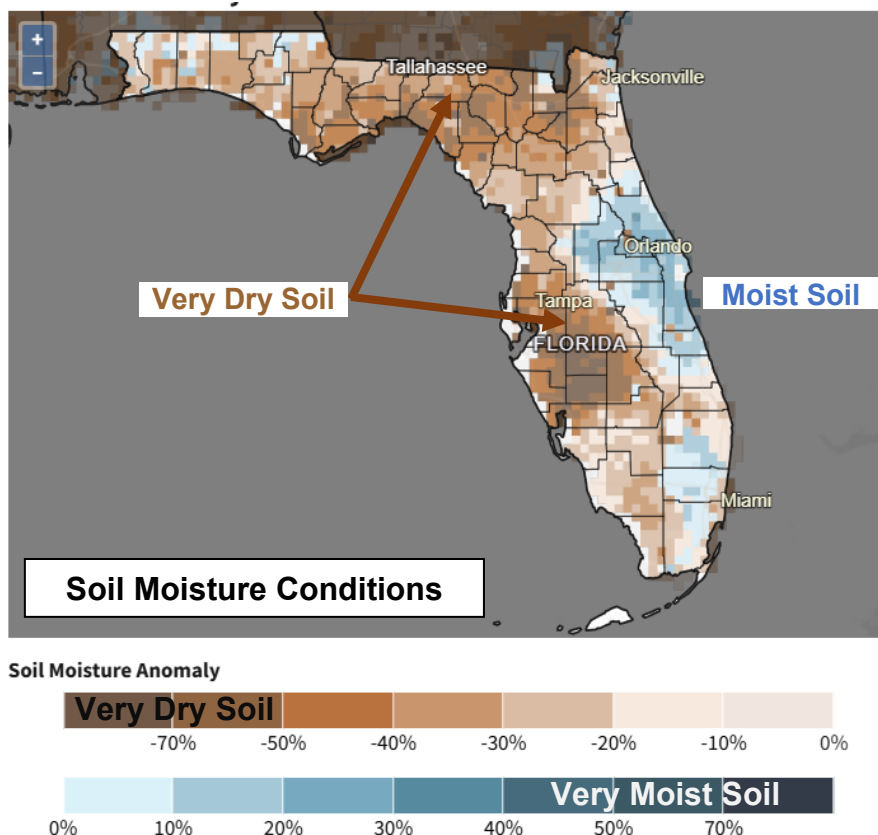 +
−
Tallahassee
Jacksonville
Orlando
Very Dry Soil
Tampa
Moist Soil
FLORIDA
Miami
Soil Moisture Conditions
Soil Moisture Anomaly
Very Dry Soil
-70% -50% -40% -30% -20% -10% 0%
Very Moist Soil
0% 10% 20% 30% 40% 50% 70%